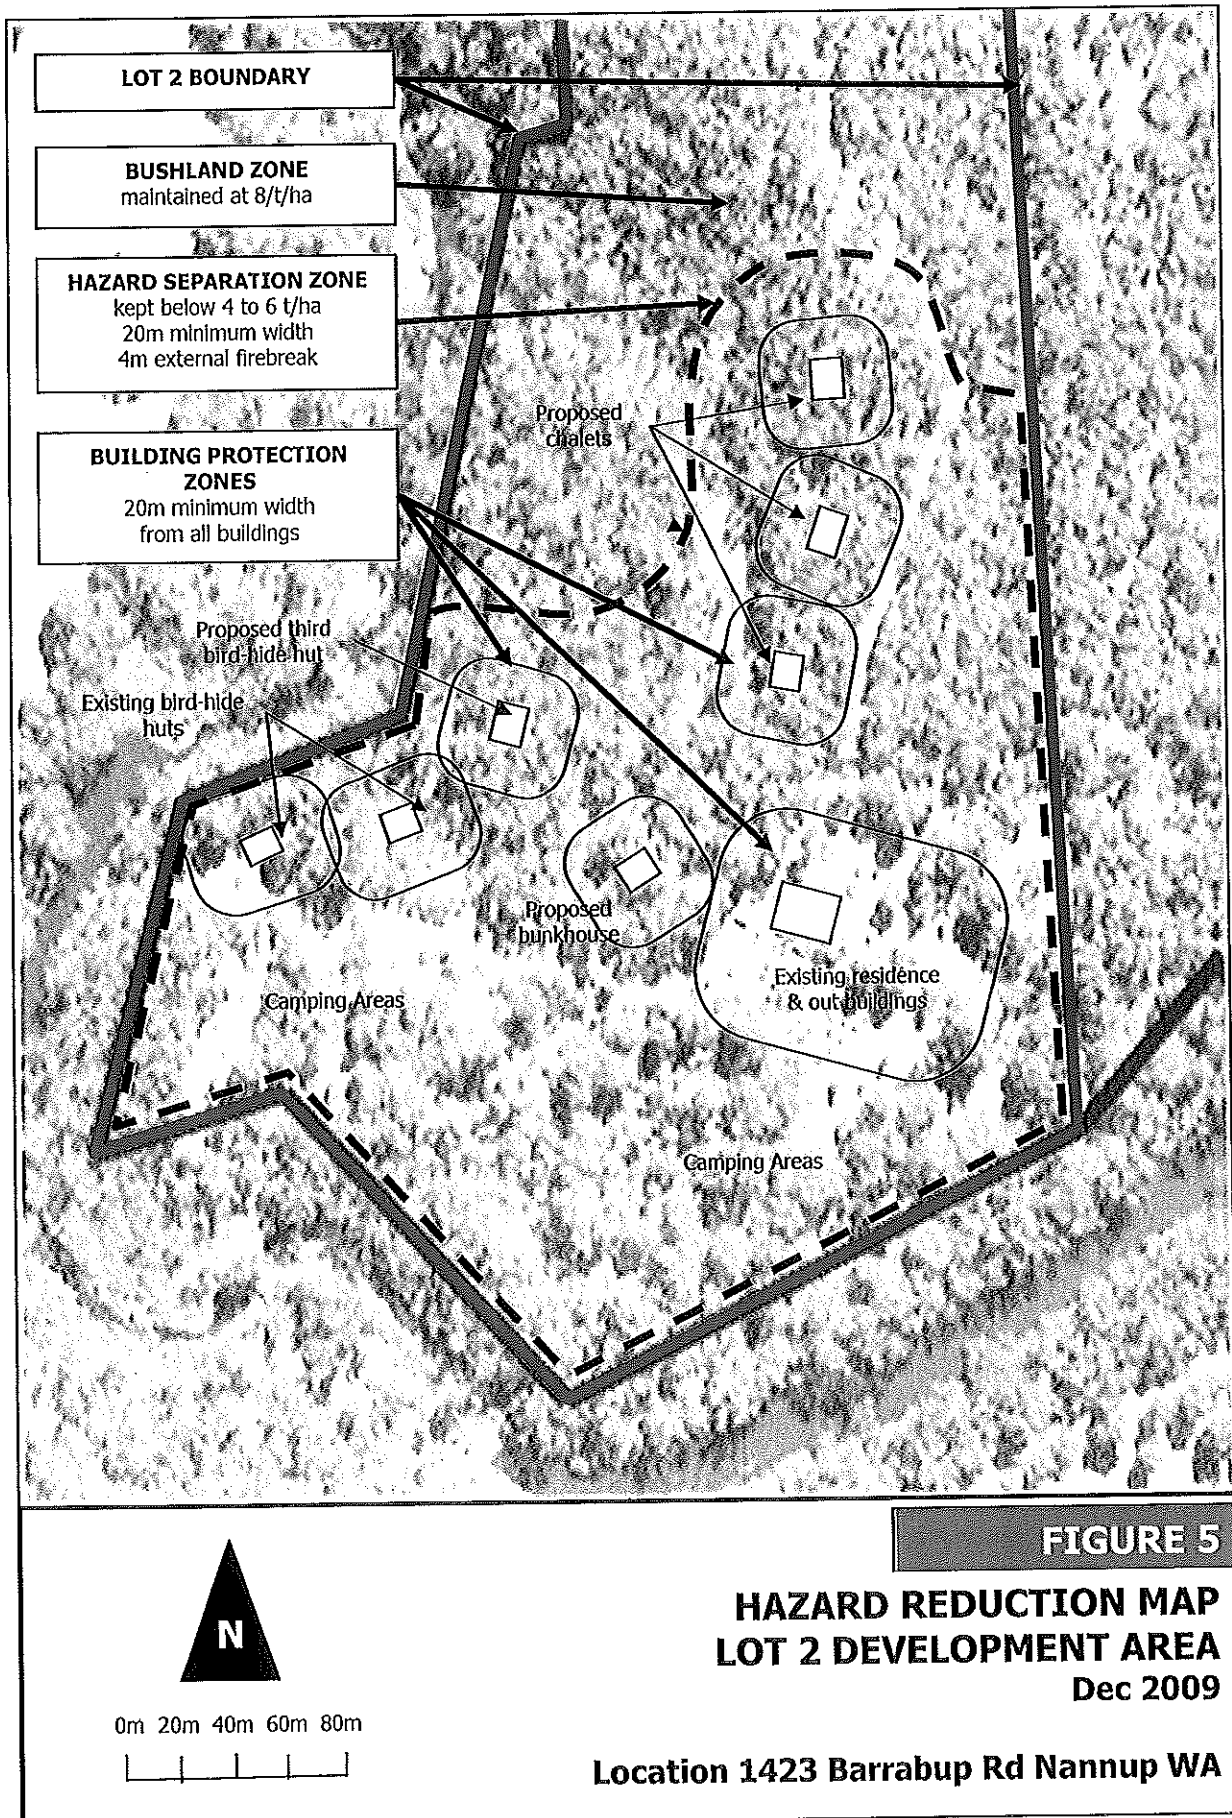 LOT 2 BOUNDARY
BUSHLAND ZONE
maintained at 8/t/ha
HAZARD SEPARATION ZONE
kept below 4 to 6 t/ha
20m minimum width
4m external firebreak
BUILDING PROTECTION
ZONES
20m minimum width
from all buildings
Proposed
chalets
Proposed third
bird-hide hut
Existing bird-hide
huts
Proposed
bunkhouse
Existing residence
& out buildings
Camping Areas
Camping Areas
N
0m 20m 40m 60m 80m
FIGURE 5
HAZARD REDUCTION MAP
LOT 2 DEVELOPMENT AREA
Dec 2009
Location 1423 Barrabup Rd Nannup WA